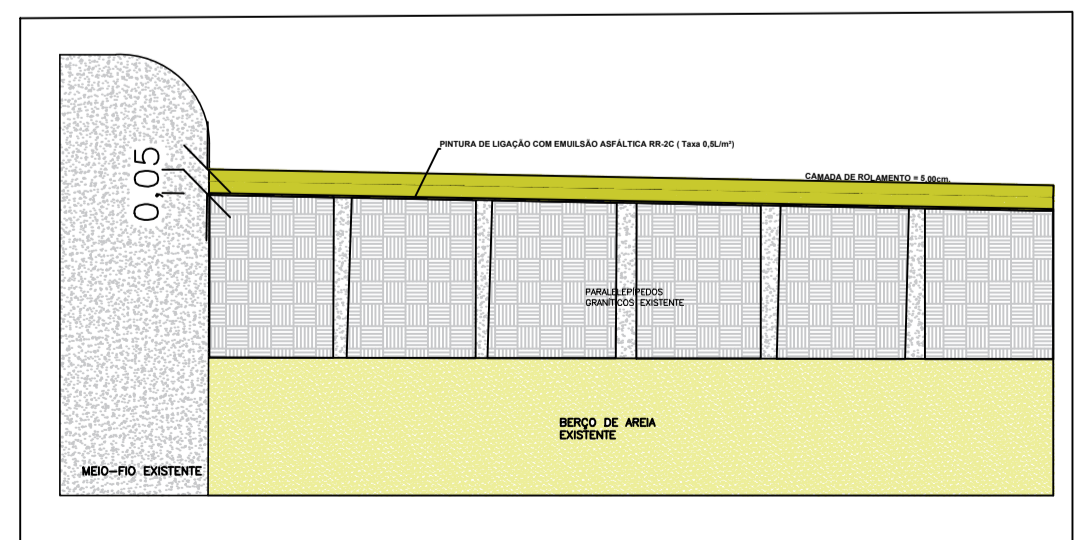 PINTURA DE LIGAÇÃO COM EMUILSÃO ASFÁLTICA RR-2C ( Taxa 0,5L/m²)
CAMADA DE ROLAMENTO = 5.00cm.
0,05
PARALELEPÍPEDOS
GRANÍTICOS EXISTENTE
BERÇO DE AREIA
EXISTENTE
MEIO-FIO EXISTENTE